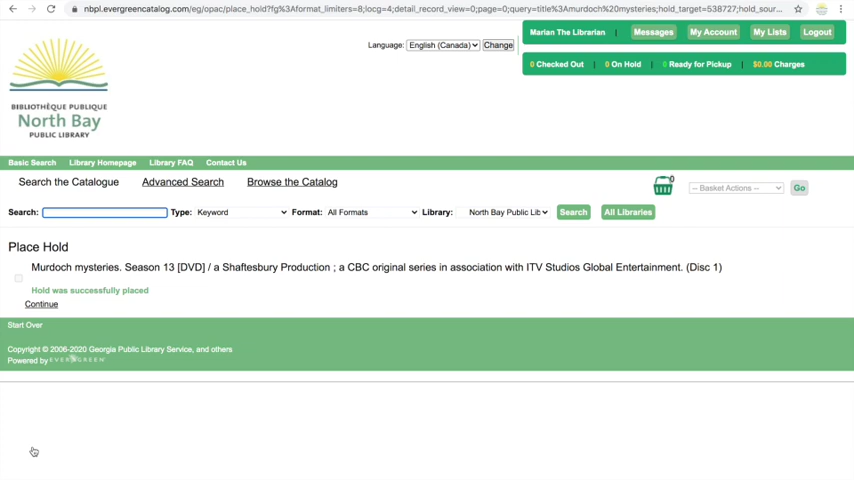 nbpl.evergreencatalog.com/eg/opac/place_hold?fg%3Aformat_limiters=8;locg=4;detail_record_view=0;page=0;query=title%3Amurdoch%20mysteries;hold_target=538727;hold_sour...
Language: English (Canada) Change
Marian The Librarian | Messages My Account My Lists Logout
0 Checked Out | 0 On Hold | 0 Ready for Pickup | $0.00 Charges
BIBLIOTHÈQUE PUBLIQUE
North Bay
PUBLIC LIBRARY
Basic Search Library Homepage Library FAQ Contact Us
Search the Catalogue Advanced Search Browse the Catalog 0 -- Basket Actions -- Go
Search: Type: Keyword Format: All Formats Library: North Bay Public Lib Search All Libraries
Place Hold
Murdoch mysteries. Season 13 [DVD] / a Shaftesbury Production ; a CBC original series in association with ITV Studios Global Entertainment. (Disc 1)
Hold was successfully placed
Continue
Start Over
Copyright © 2006-2020 Georgia Public Library Service, and others
Powered by EVERGREEN